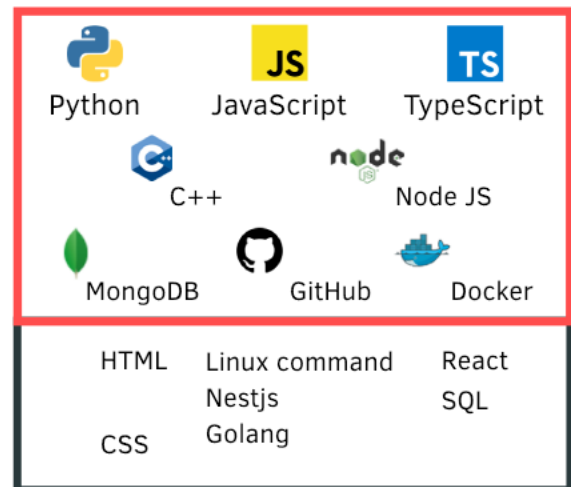 JS
TS
Python JavaScript TypeScript
node
JS
C++ Node JS
MongoDB GitHub Docker
HTML Linux command React
Nestjs SQL
CSS Golang